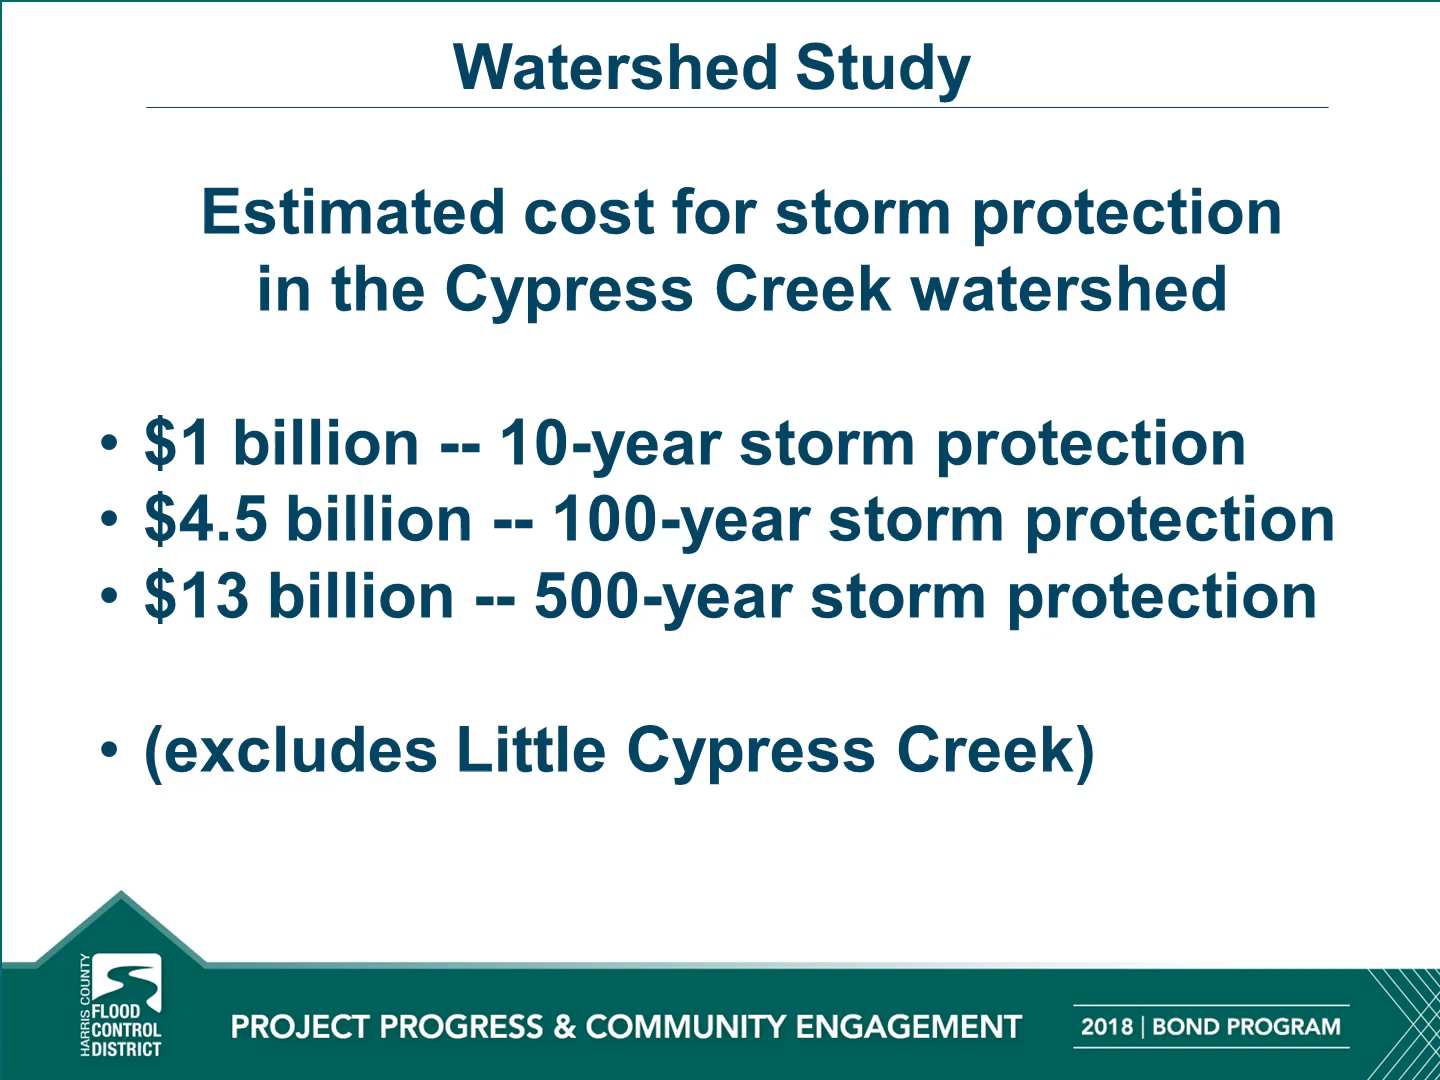 Watershed Study
Estimated cost for storm protection
in the Cypress Creek watershed
• $1 billion -- 10-year storm protection
• $4.5 billion -- 100-year storm protection
• $13 billion -- 500-year storm protection
• (excludes Little Cypress Creek)
HARRIS COUNTY
FLOOD
CONTROL
DISTRICT
PROJECT PROGRESS & COMMUNITY ENGAGEMENT
2018 | BOND PROGRAM